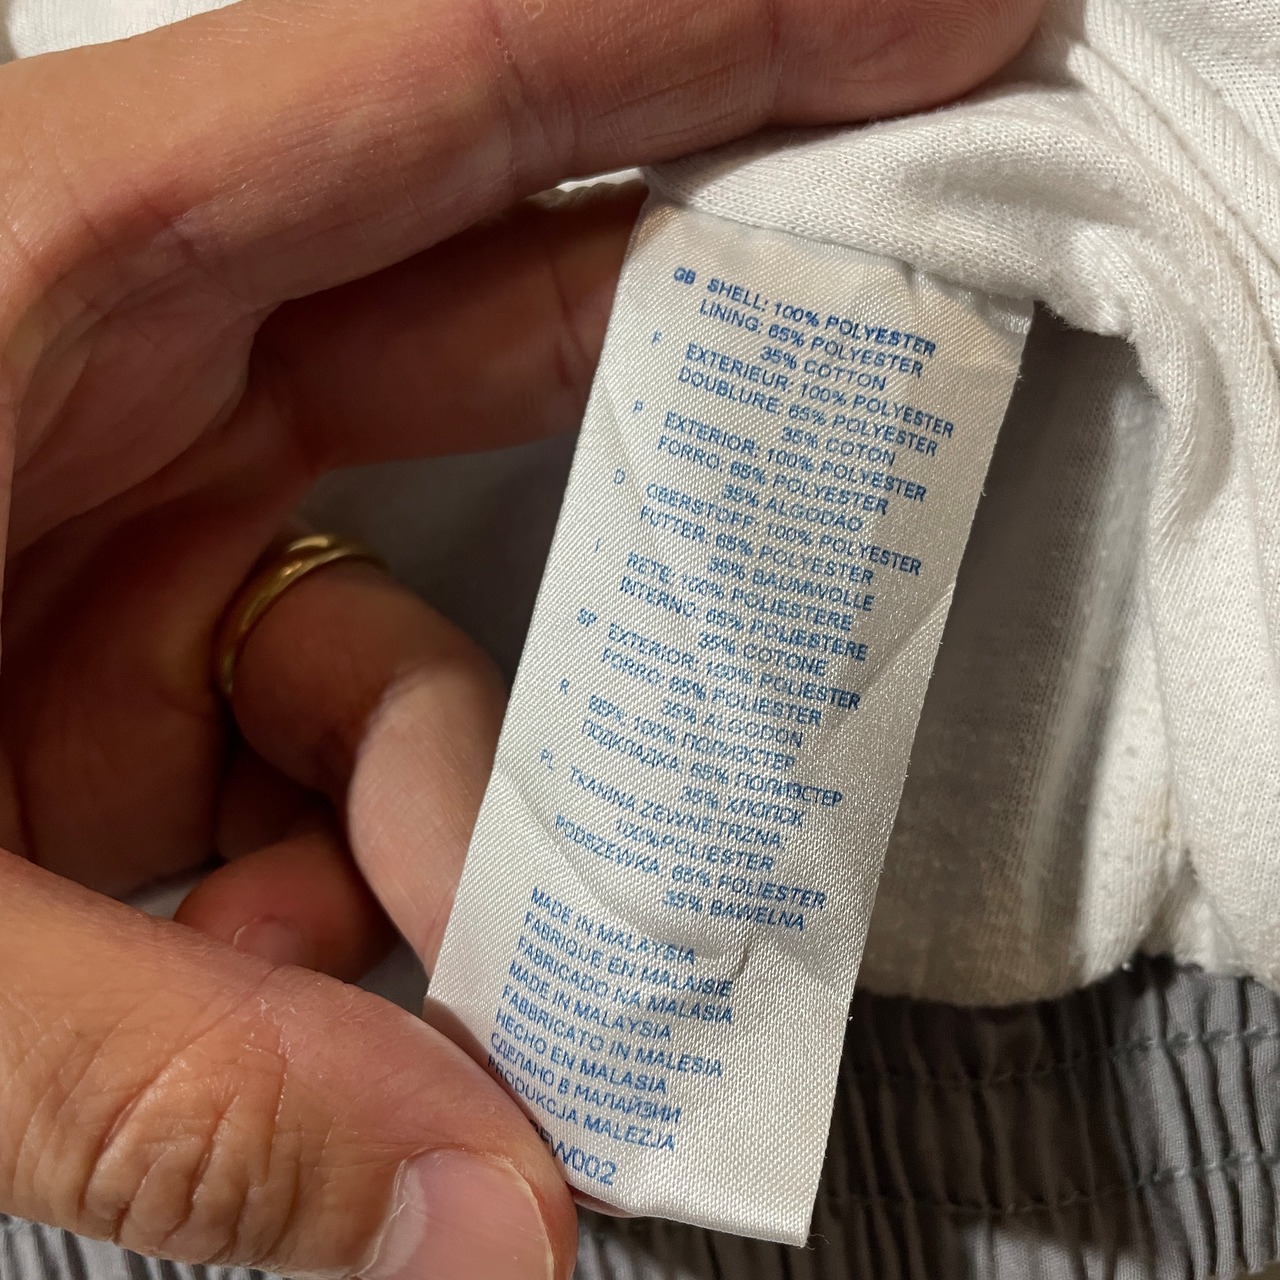 GB SHELL: 100% POLYESTER
LINING: 65% POLYESTER
35% COTTON
F EXTERIEUR: 100% POLYESTER
DOUBLURE: 65% POLYESTER
35% COTON
P EXTERIOR: 100% POLYESTER
FORRO: 65% POLYESTER
35% ALGODAO
D OBERSTOFF: 100% POLYESTER
FUTTER: 65% POLYESTER
35% BAUMWOLLE
I RETE: 100% POLIESTERE
INTERNO: 65% POLIESTERE
35% COTONE
SP EXTERIOR: 100% POLIESTER
FORRO: 65% POLIESTER
35% ALGODON
R 100% ПОЛИЭСТЕР
ПОДКЛАДКА: 65% ПОЛИЭСТЕР
35% ХЛОПОК
PL TKANINA ZEWNETRZNA
100%POLIESTER
PODSZEWKA: 65% POLIESTER
35% BAWELNA
MADE IN MALAYSIA
FABRIQUE EN MALAISIE
FABRICADO NA MALASIA
MADE IN MALAYSIA
FABBRICATO IN MALESIA
HECHO EN MALASIA
СДЕЛАНО В МАЛАЙЗИИ
PRODUKCJA MALEZJA